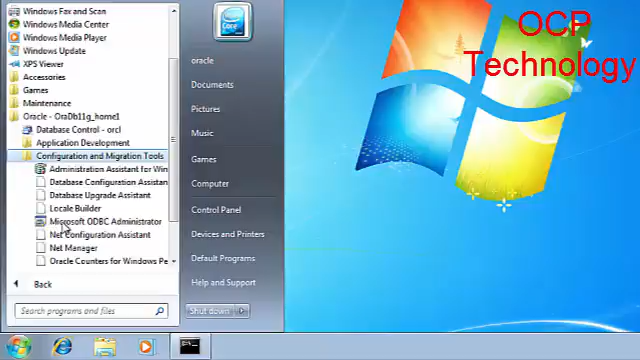 Windows Fax and Scan
Windows Media Center
Windows Media Player
Windows Update
XPS Viewer
Accessories
Games
Maintenance
Oracle - OraDb11g_home1
Database Control - orcl
Application Development
Configuration and Migration Tools
Administration Assistant for Win
Database Configuration Assistan
Database Upgrade Assistant
Locale Builder
Microsoft ODBC Administrator
Net Configuration Assistant
Net Manager
Oracle Counters for Windows Pe
Back
Search programs and files
Core
oracle
Documents
Pictures
Music
Games
Computer
Control Panel
Devices and Printers
Default Programs
Help and Support
Shut down
OCP
Technology